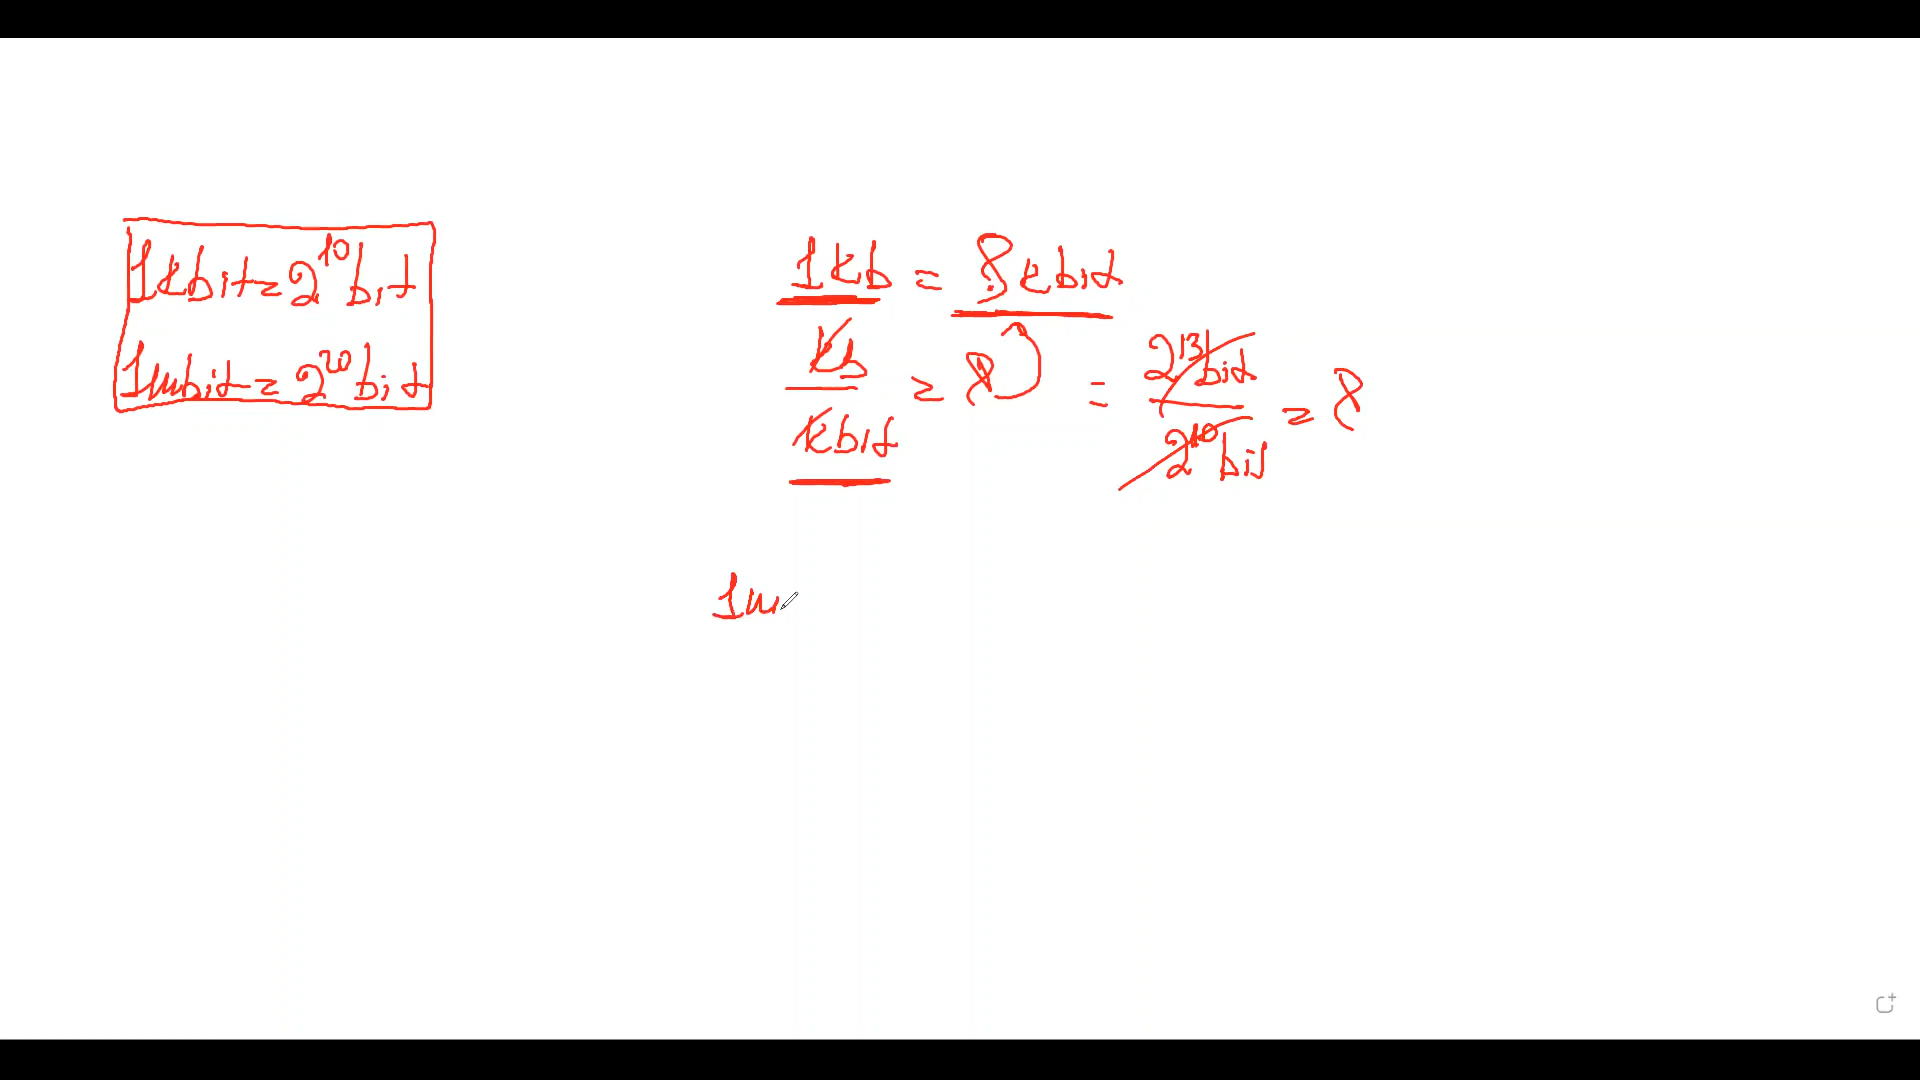 1kbit = 2^10 bit
1mbit = 2^20 bit
1kb = 8kbit
kb/kbit = 8 = 2^13 bit/2^10 bit = 8
1m